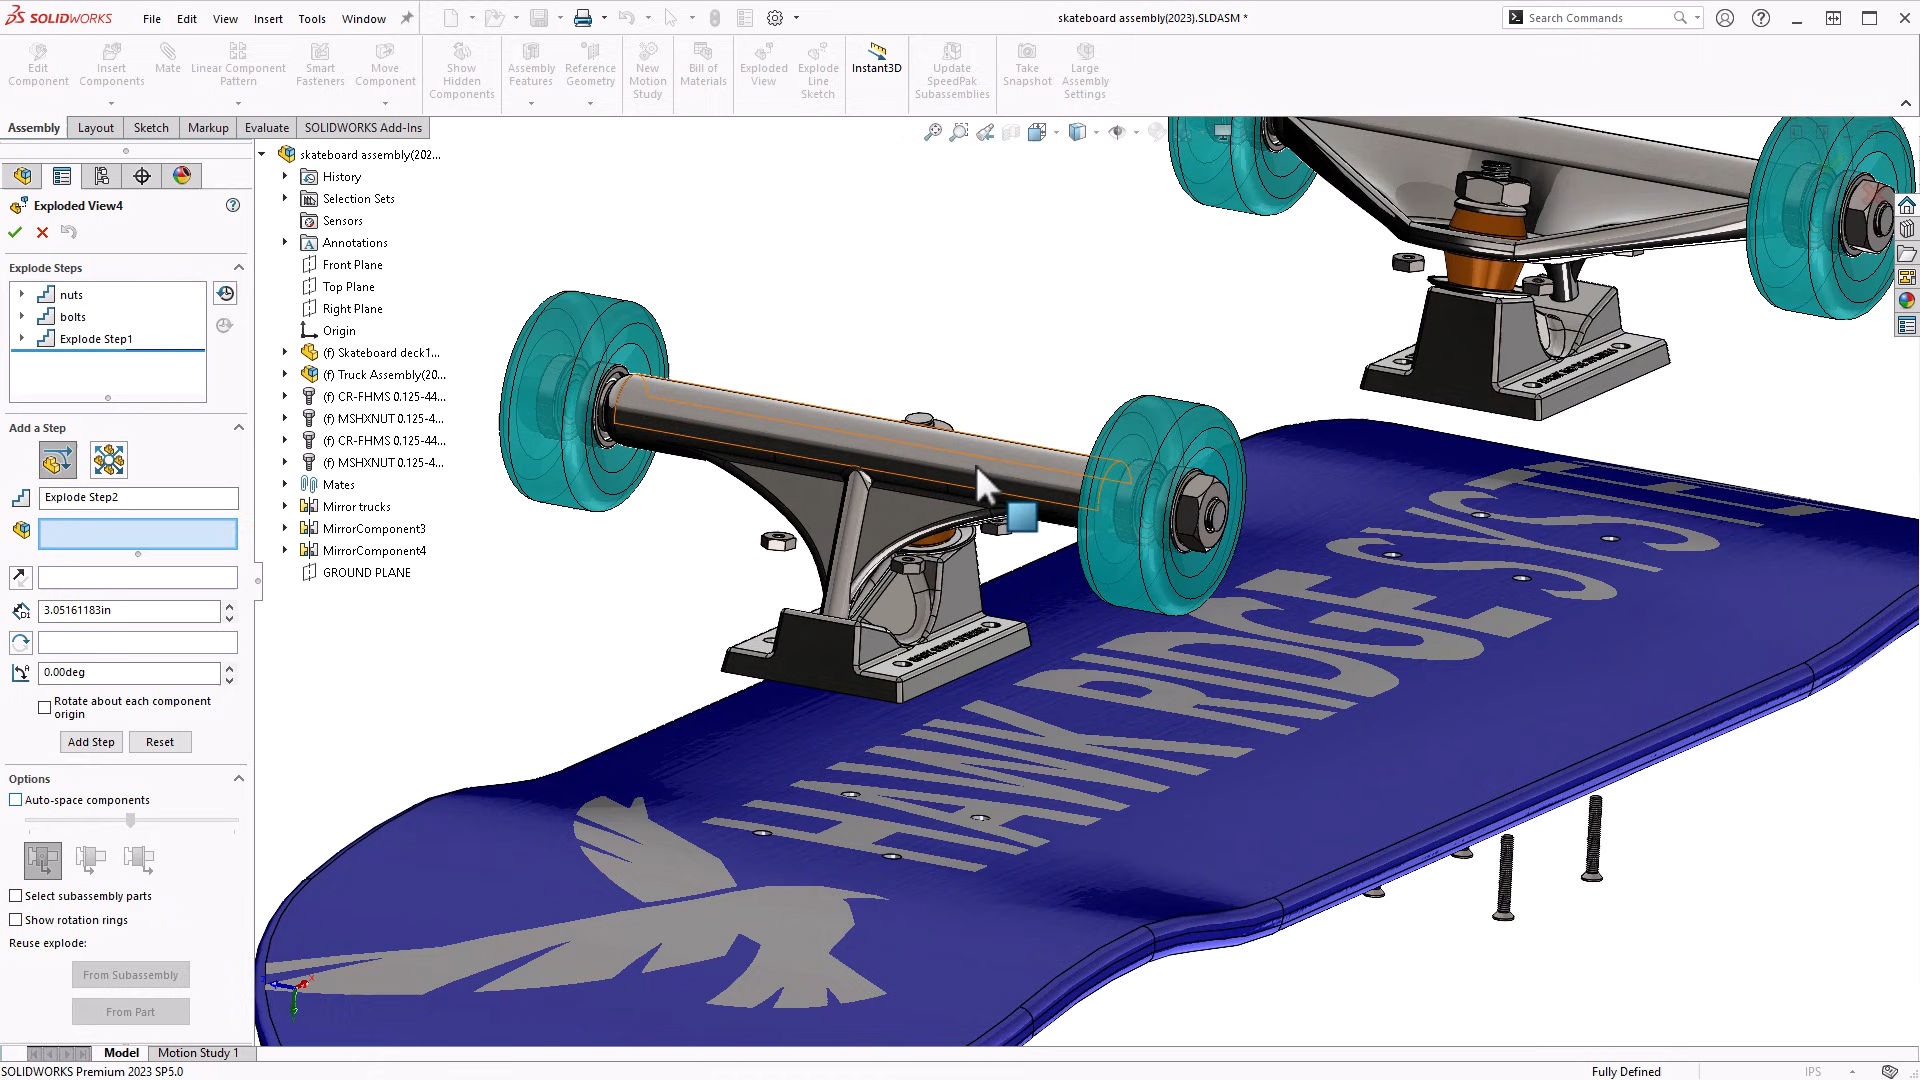 SOLIDWORKS
File Edit View Insert Tools Window
skateboard assembly(2023).SLDASM *
Search Commands
Edit Component
Insert Components
Mate
Linear Component Pattern
Smart Fasteners
Move Component
Show Hidden Components
Assembly Features
Reference Geometry
New Motion Study
Bill of Materials
Exploded View
Explode Line Sketch
Instant3D
Update SpeedPak Subassemblies
Take Snapshot
Large Assembly Settings
Assembly Layout Sketch Markup Evaluate SOLIDWORKS Add-Ins
Exploded View4
Explode Steps
nuts
bolts
Explode Step1
Add a Step
Explode Step2
3.05161183in
0.00deg
Rotate about each component
origin
Add Step Reset
Options
Auto-space components
Select subassembly parts
Show rotation rings
Reuse explode:
From Subassembly
From Part
skateboard assembly(202...
History
Selection Sets
Sensors
Annotations
Front Plane
Top Plane
Right Plane
Origin
(f) Skateboard deck1...
(f) Truck Assembly(20...
(f) CR-FHMS 0.125-44...
(f) MSHXNUT 0.125-4...
(f) CR-FHMS 0.125-44...
(f) MSHXNUT 0.125-4...
Mates
Mirror trucks
MirrorComponent3
MirrorComponent4
GROUND PLANE
HAWK RIDGE SYST
Model Motion Study 1
SOLIDWORKS Premium 2023 SP5.0
Fully Defined
IPS